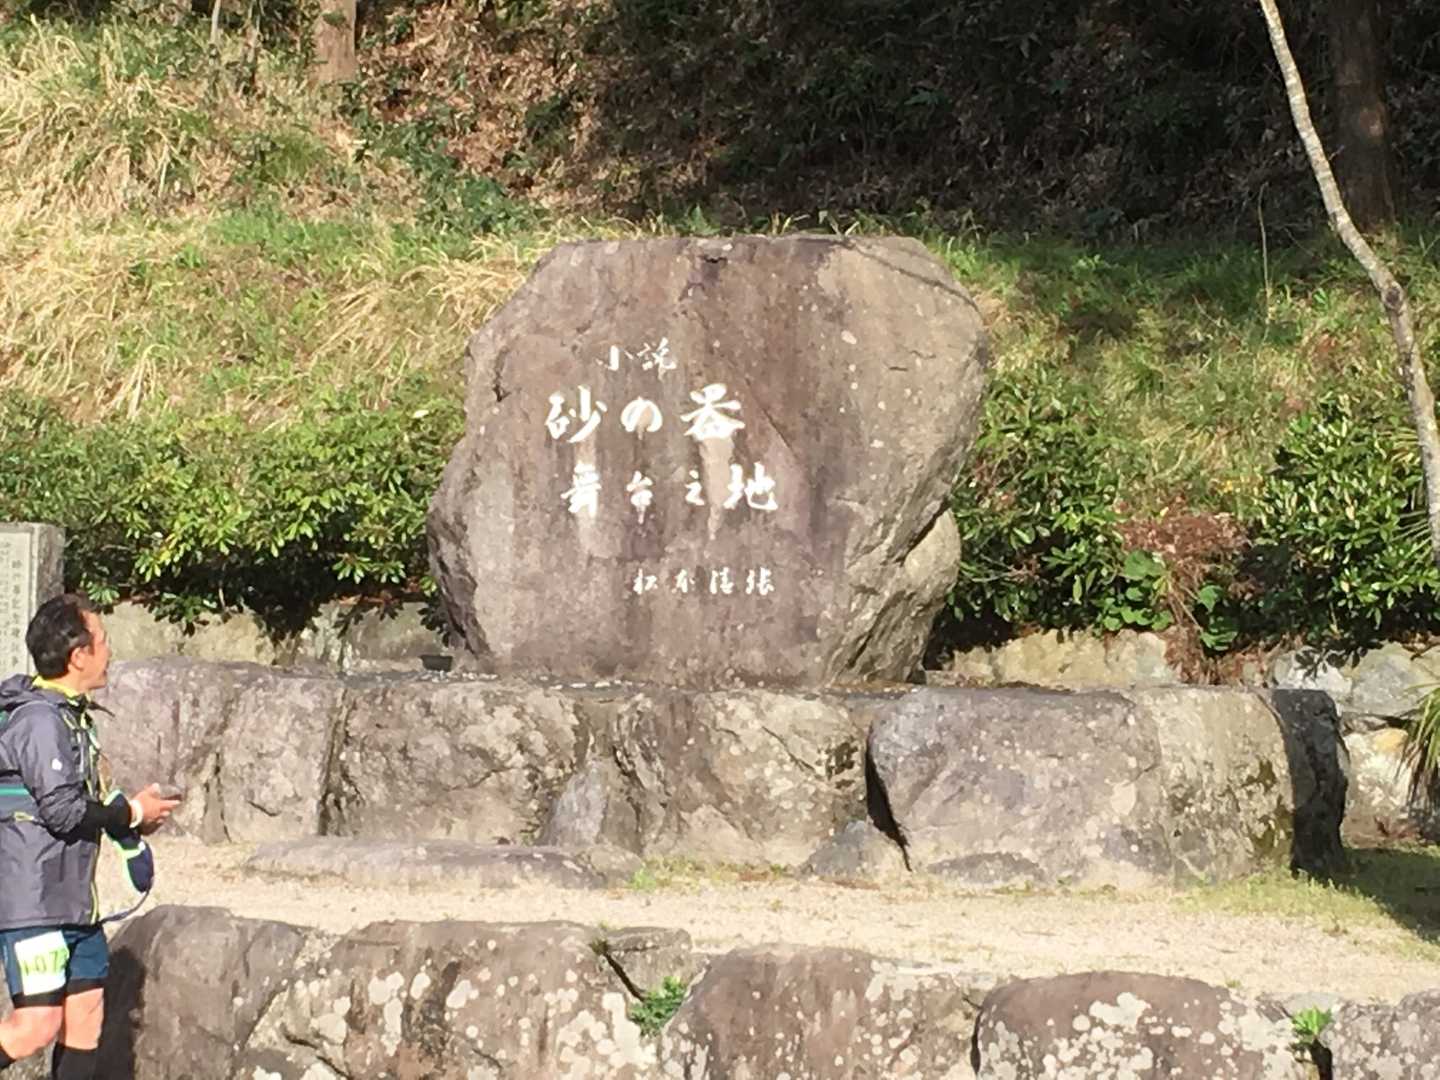 小説
砂の器
舞台之地
松本清張